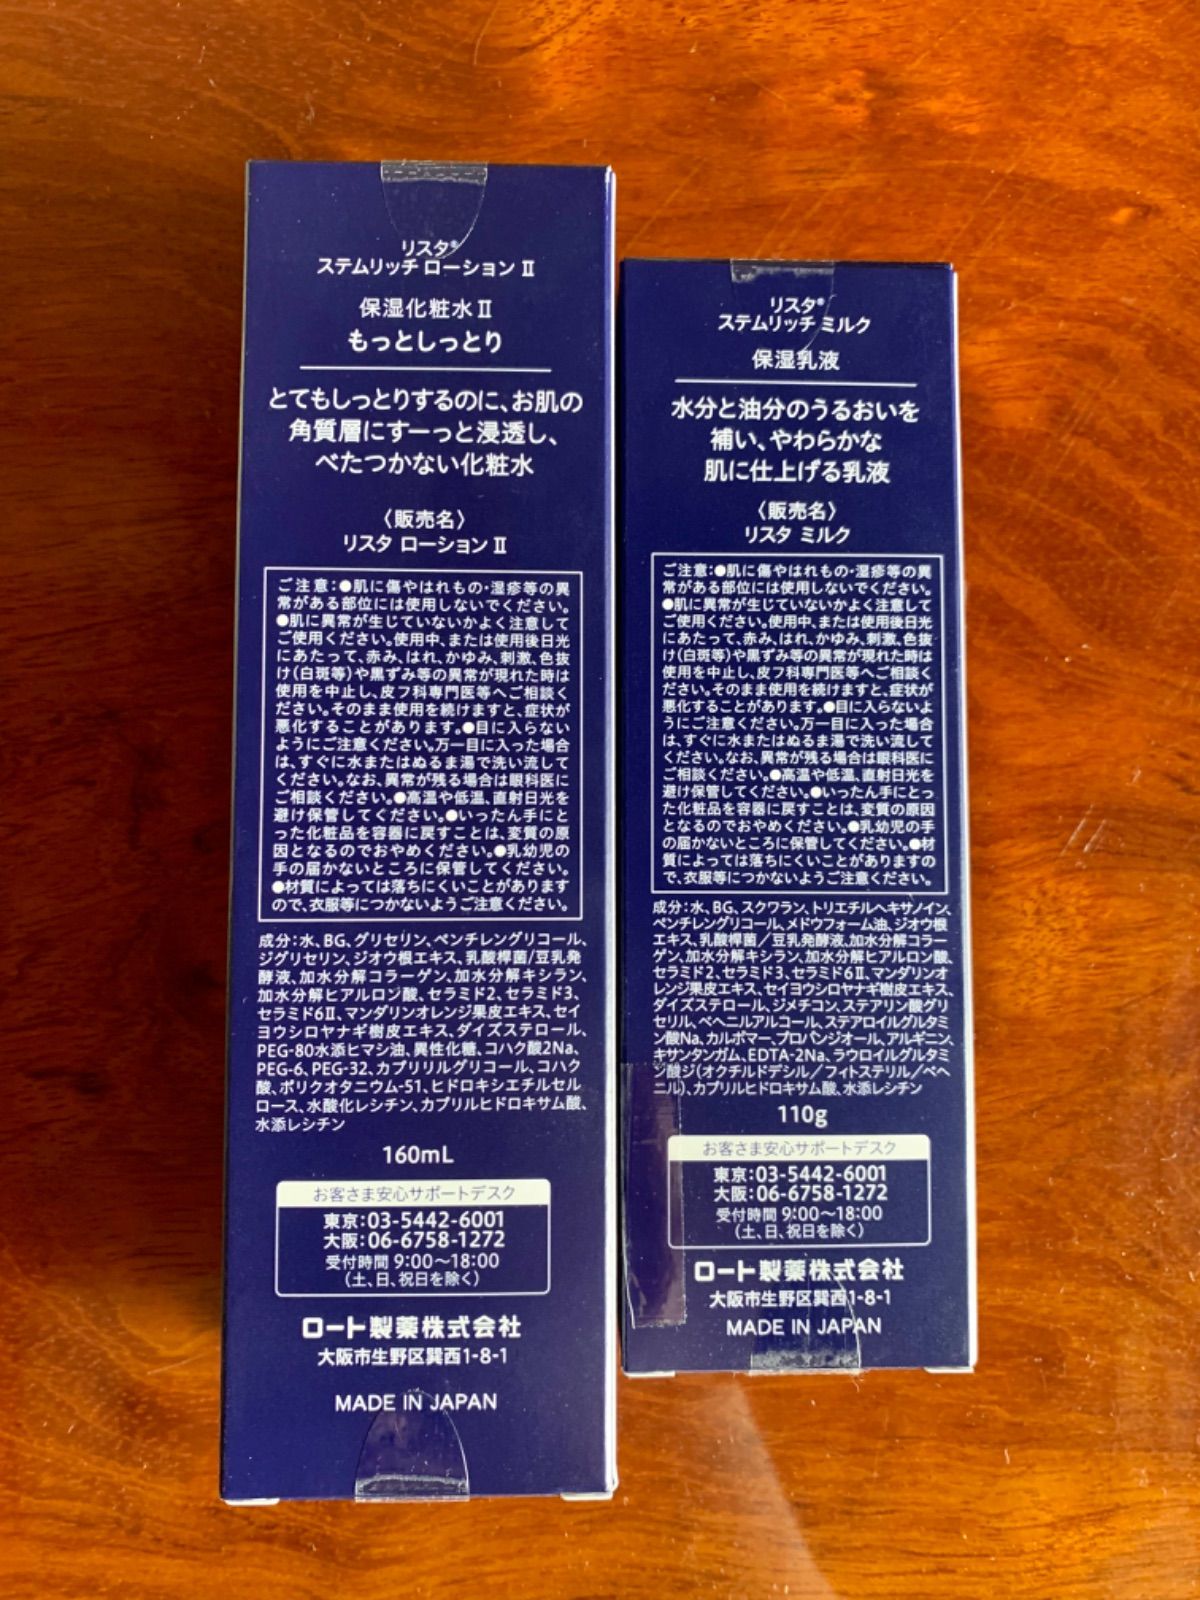 リスタ®
ステムリッチ ローション Ⅱ
保湿化粧水Ⅱ
もっとしっとり
とてもしっとりするのに、お肌の
角質層にすーっと浸透し、
べたつかない化粧水
〈販売名〉
リスタ ローションⅡ
ご注意:●肌に傷やはれもの・湿疹等の異
常がある部位には使用しないでください。
●肌に異常が生じていないかよく注意して
ご使用ください。使用中、または使用後日光
にあたって、赤み、はれ、かゆみ、刺激、色抜
け(白斑等)や黒ずみ等の異常が現れた時は
使用を中止し、皮フ科専門医等へご相談く
ださい。そのまま使用を続けますと、症状が
悪化することがあります。●目に入らない
ようにご注意ください。万一目に入った場合
は、すぐに水またはぬるま湯で洗い流して
ください。なお、異常が残る場合は眼科医に
ご相談ください。●高温や低温、直射日光を
避け保管してください。●いったん手にと
った化粧品を容器に戻すことは、変質の原
因となるのでおやめください。●乳幼児の
手の届かないところに保管してください。
●材質によっては落ちにくいことがあります
ので、衣服等につかないようご注意ください。
成分:水、BG、グリセリン、ペンチレングリコール、
ジグリセリン、ジオウ根エキス、乳酸桿菌/豆乳発
酵液、加水分解コラーゲン、加水分解キシラン、
加水分解ヒアルロン酸、セラミド2、セラミド3、
セラミド6Ⅱ、マンダリンオレンジ果皮エキス、セイ
ヨウシロヤナギ樹皮エキス、ダイズステロール、
PEG-80水添ヒマシ油、異性化糖、コハク酸2Na、
PEG-6、PEG-32、カプリリルグリコール、コハク
酸、ポリクオタニウム-51、ヒドロキシエチルセル
ロース、水酸化レシチン、カプリルヒドロキサム酸、
水添レシチン
160mL
お客さま安心サポートデスク
東京:03-5442-6001
大阪:06-6758-1272
受付時間 9:00～18:00
(土、日、祝日を除く)
ロート製薬株式会社
大阪市生野区巽西1-8-1
MADE IN JAPAN
リスタ®
ステムリッチ ミルク
保湿乳液
水分と油分のうるおいを
補い、やわらかな
肌に仕上げる乳液
〈販売名〉
リスタ ミルク
ご注意:●肌に傷やはれもの・湿疹等の異
常がある部位には使用しないでください。
●肌に異常が生じていないかよく注意して
ご使用ください。使用中、または使用後日光
にあたって、赤み、はれ、かゆみ、刺激、色抜
け(白斑等)や黒ずみ等の異常が現れた時は
使用を中止し、皮フ科専門医等へご相談く
ださい。そのまま使用を続けますと、症状が
悪化することがあります。●目に入らないよ
うにご注意ください。万一目に入った場合
は、すぐに水またはぬるま湯で洗い流して
ください。なお、異常が残る場合は眼科医に
ご相談ください。●高温や低温、直射日光を
避け保管してください。●いったん手にとっ
た化粧品を容器に戻すことは、変質の原因
となるのでおやめください。●乳幼児の手
の届かないところに保管してください。●材
質によっては落ちにくいことがありますの
で、衣服等につかないようご注意ください。
成分:水、BG、スクワラン、トリエチルヘキサノイン、
ペンチレングリコール、メドウフォーム油、ジオウ根
エキス、乳酸桿菌/豆乳発酵液、加水分解コラー
ゲン、加水分解キシラン、加水分解ヒアルロン酸、
セラミド2、セラミド3、セラミド6Ⅱ、マンダリンオ
レンジ果皮エキス、セイヨウシロヤナギ樹皮エキス、
ダイズステロール、ジメチコン、ステアリン酸グリ
セリル、ベヘニルアルコール、ステアロイルグルタミ
ン酸Na、カルボマー、プロパンジオール、アルギニン、
キサンタンガム、EDTA-2Na、ラウロイルグルタミ
ン酸ジ(オクチルドデシル/フィトステリル/ベヘ
ニル)、カプリルヒドロキサム酸、水添レシチン
110g
お客さま安心サポートデスク
東京:03-5442-6001
大阪:06-6758-1272
受付時間 9:00～18:00
(土、日、祝日を除く)
ロート製薬株式会社
大阪市生野区巽西1-8-1
MADE IN JAPAN